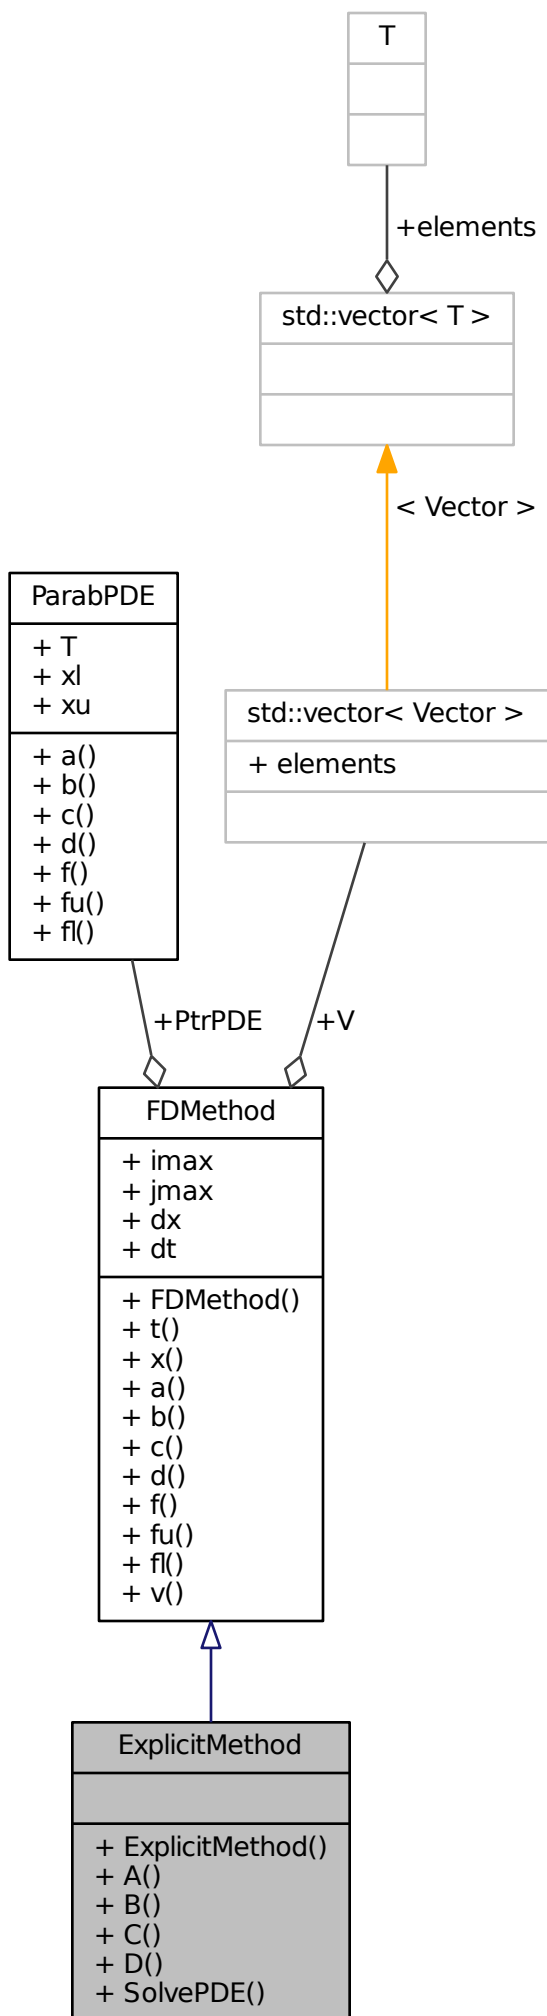 T
+elements
std::vector< T >
< Vector >
ParabPDE
+ T
+ xl
+ xu
+ a()
+ b()
+ c()
+ d()
+ f()
+ fu()
+ fl()
std::vector< Vector >
+ elements
+PtrPDE
+V
FDMethod
+ imax
+ jmax
+ dx
+ dt
+ FDMethod()
+ t()
+ x()
+ a()
+ b()
+ c()
+ d()
+ f()
+ fu()
+ fl()
+ v()
ExplicitMethod
+ ExplicitMethod()
+ A()
+ B()
+ C()
+ D()
+ SolvePDE()